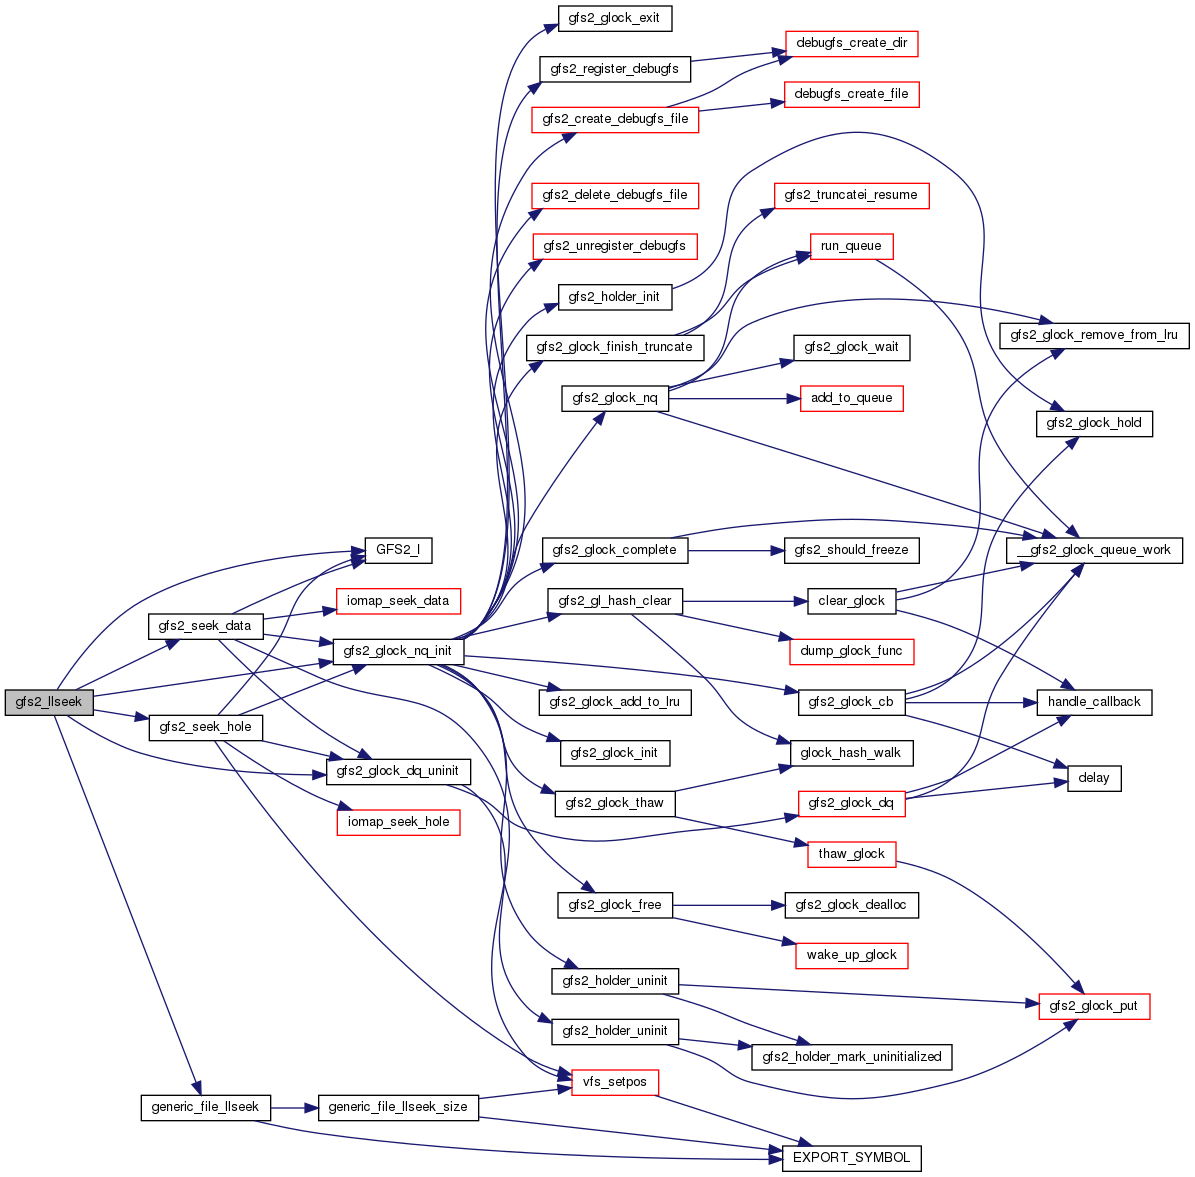 gfs2_glock_exit
gfs2_register_debugfs
debugfs_create_dir
gfs2_create_debugfs_file
debugfs_create_file
gfs2_delete_debugfs_file
gfs2_truncatei_resume
gfs2_unregister_debugfs
run_queue
gfs2_holder_init
gfs2_glock_finish_truncate
gfs2_glock_wait
gfs2_glock_remove_from_lru
gfs2_glock_nq
add_to_queue
gfs2_glock_hold
GFS2_I
gfs2_glock_complete
gfs2_should_freeze
__gfs2_glock_queue_work
iomap_seek_data
gfs2_gl_hash_clear
clear_glock
gfs2_seek_data
gfs2_glock_nq_init
dump_glock_func
gfs2_llseek
gfs2_glock_add_to_lru
gfs2_glock_cb
handle_callback
gfs2_seek_hole
gfs2_glock_init
glock_hash_walk
gfs2_glock_dq_uninit
delay
gfs2_glock_thaw
gfs2_glock_dq
iomap_seek_hole
thaw_glock
gfs2_glock_free
gfs2_glock_dealloc
wake_up_glock
gfs2_holder_uninit
gfs2_glock_put
gfs2_holder_uninit
gfs2_holder_mark_uninitialized
vfs_setpos
generic_file_llseek
generic_file_llseek_size
EXPORT_SYMBOL